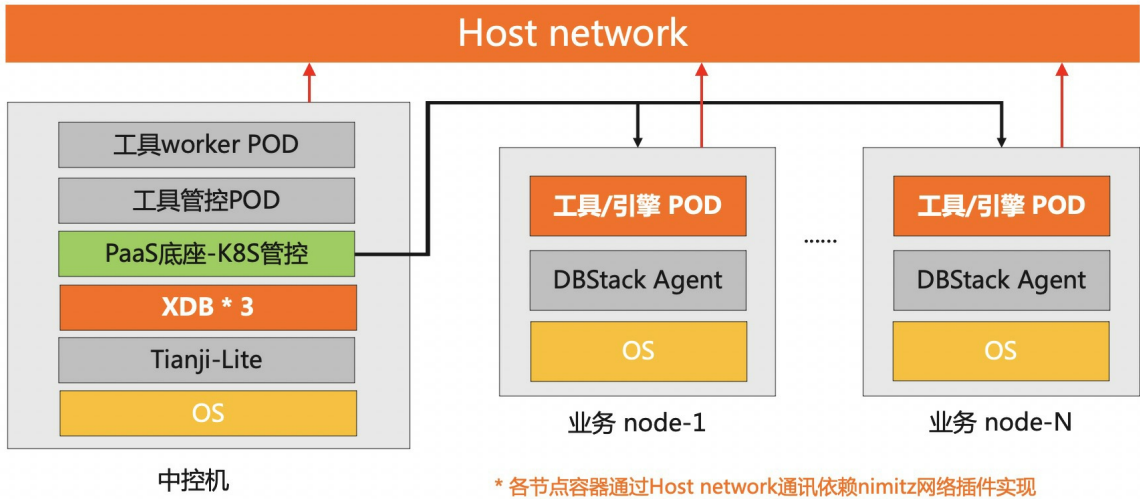 Host network
工具worker POD
工具管控POD
PaaS底座-K8S管控
XDB * 3
Tianji-Lite
OS
中控机
工具/引擎 POD
DBStack Agent
OS
业务 node-1
......
工具/引擎 POD
DBStack Agent
OS
业务 node-N
* 各节点容器通过Host network通讯依赖nimitz网络插件实现